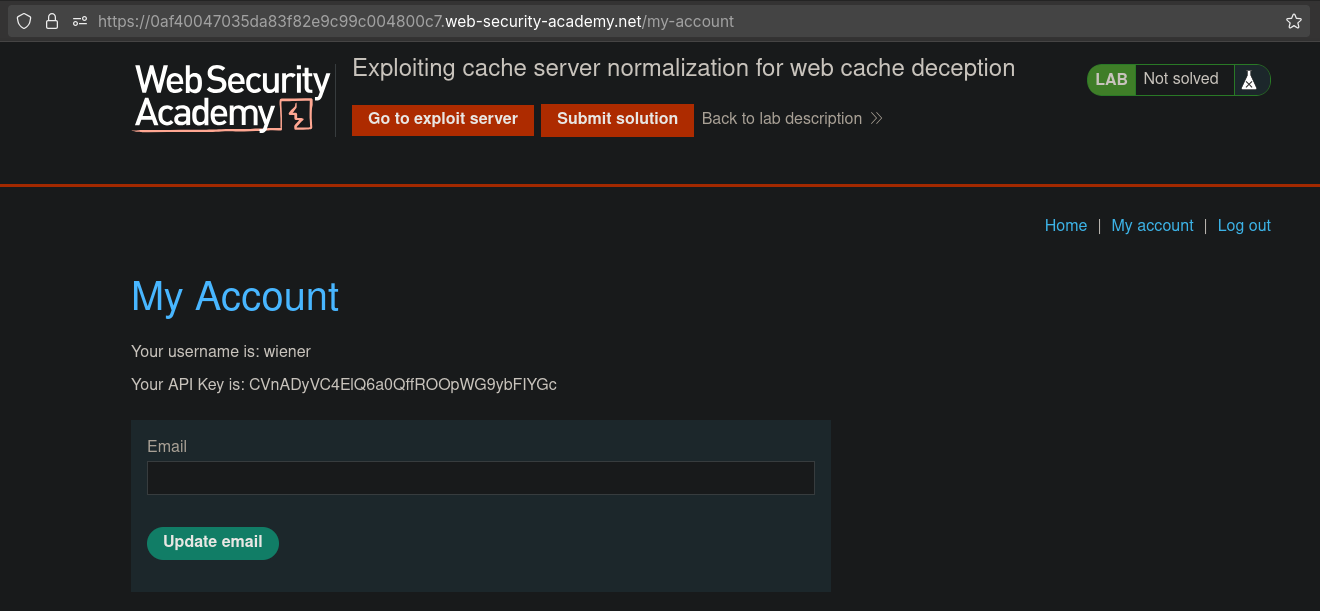 https://0af40047035da83f82e9c99c004800c7.web-security-academy.net/my-account
WebSecurity
Academy
Exploiting cache server normalization for web cache deception
LAB Not solved
Go to exploit server Submit solution Back to lab description
Home | My account | Log out
My Account
Your username is: wiener
Your API Key is: CVnADyVC4ElQ6a0QffROOpWG9ybFIYGc
Email
Update email